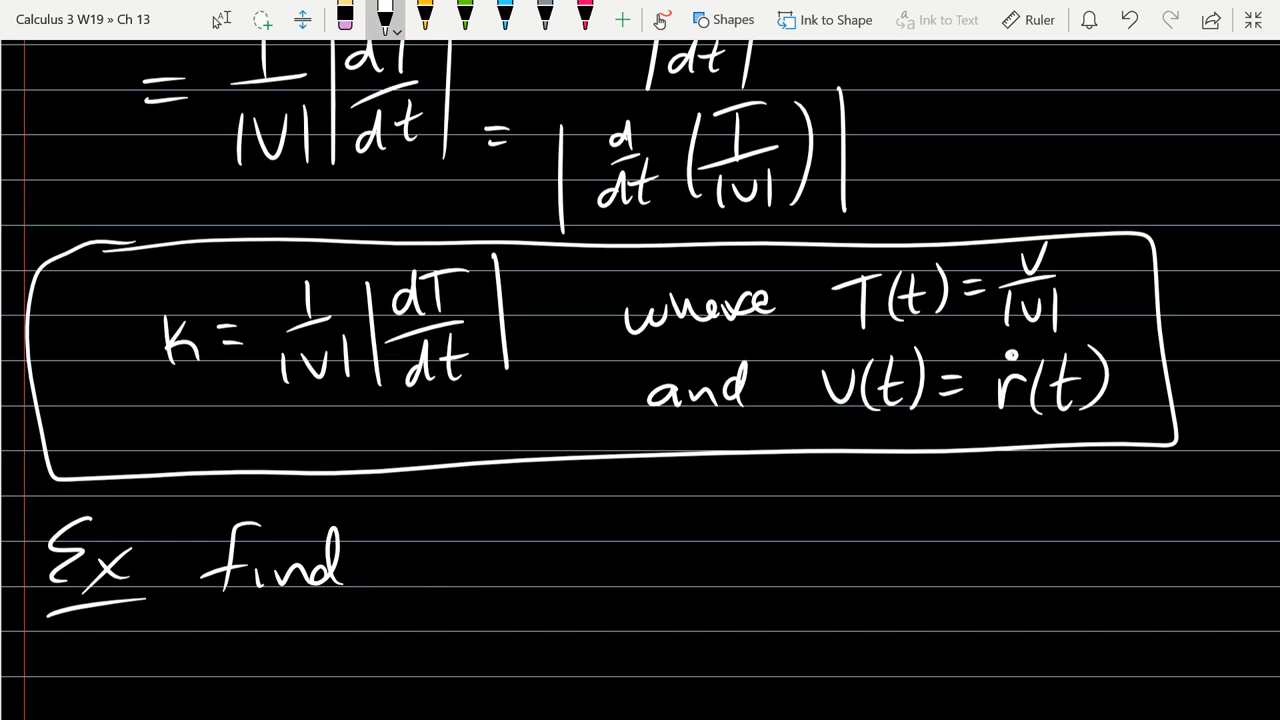 Calculus 3 W19 » Ch 13 Shapes Ink to Shape Ink to Text Ruler
= 1/|V| |dT/dt| |dt|
= |d/dt (T/|V|)|
K = 1/|V| |dT/dt| where T(t) = V/|V|
and V(t) = ṙ(t)
Ex find